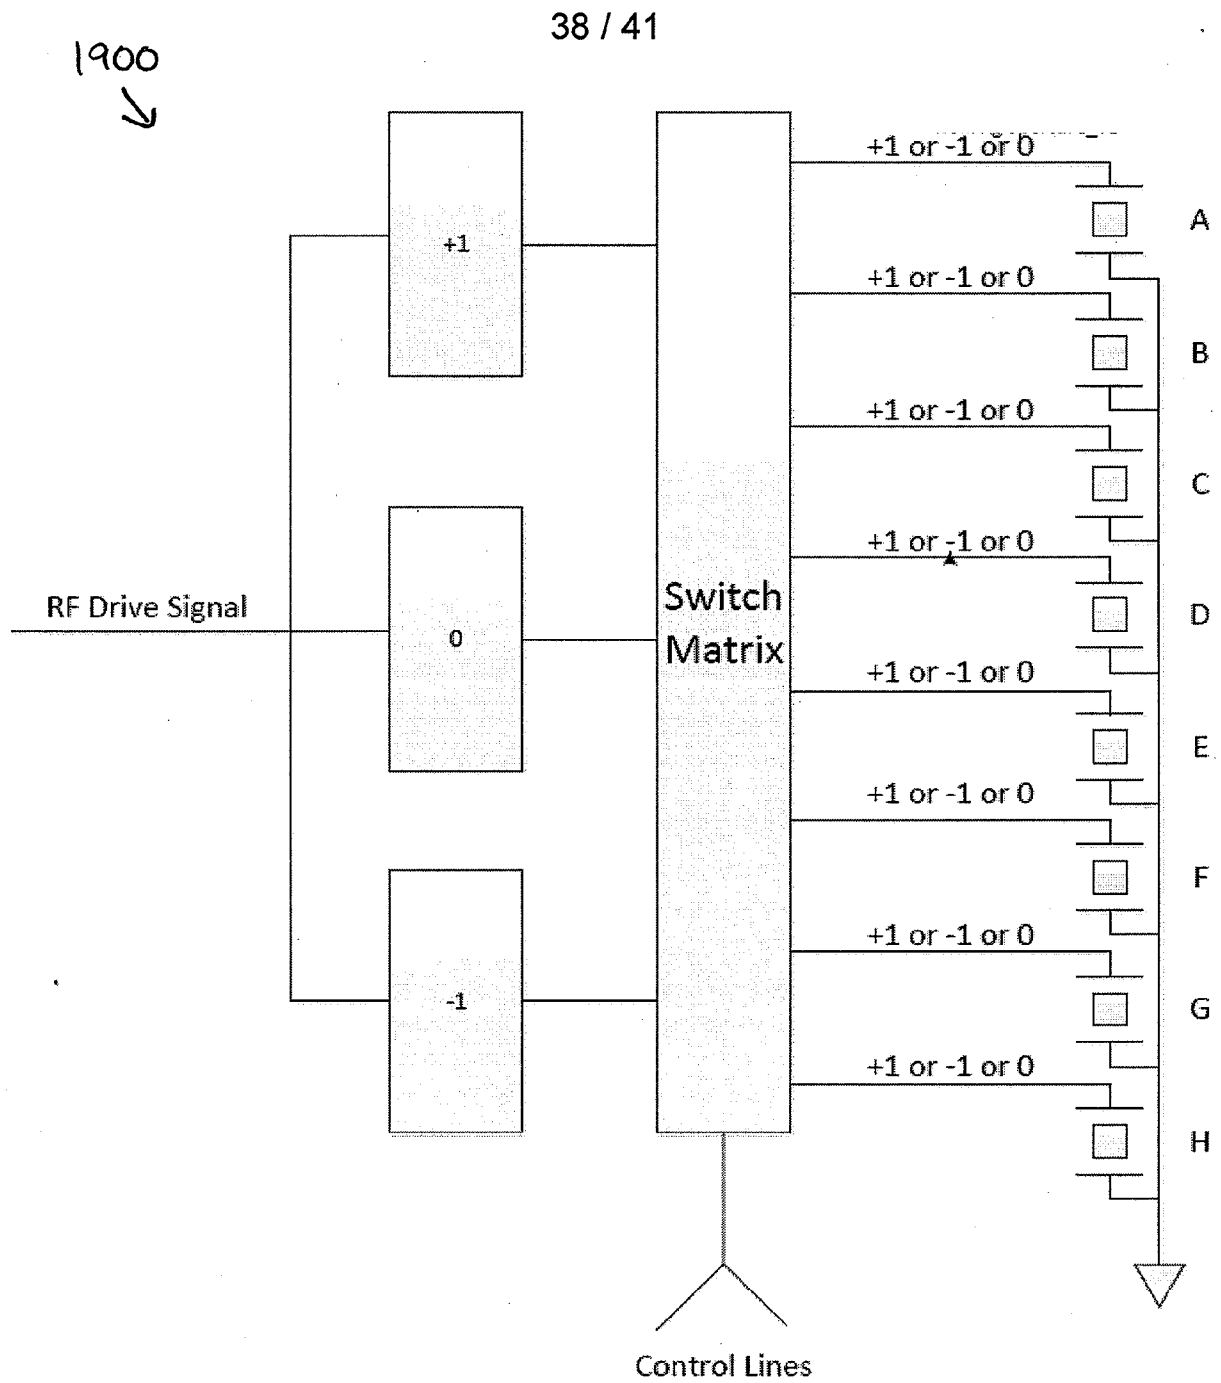 38 / 41
1900
+1 or -1 or 0
A
+1
+1 or -1 or 0
B
+1 or -1 or 0
C
+1 or -1 or 0
RF Drive Signal
0
Switch
Matrix
D
+1 or -1 or 0
E
+1 or -1 or 0
F
+1 or -1 or 0
-1
G
+1 or -1 or 0
H
Control Lines